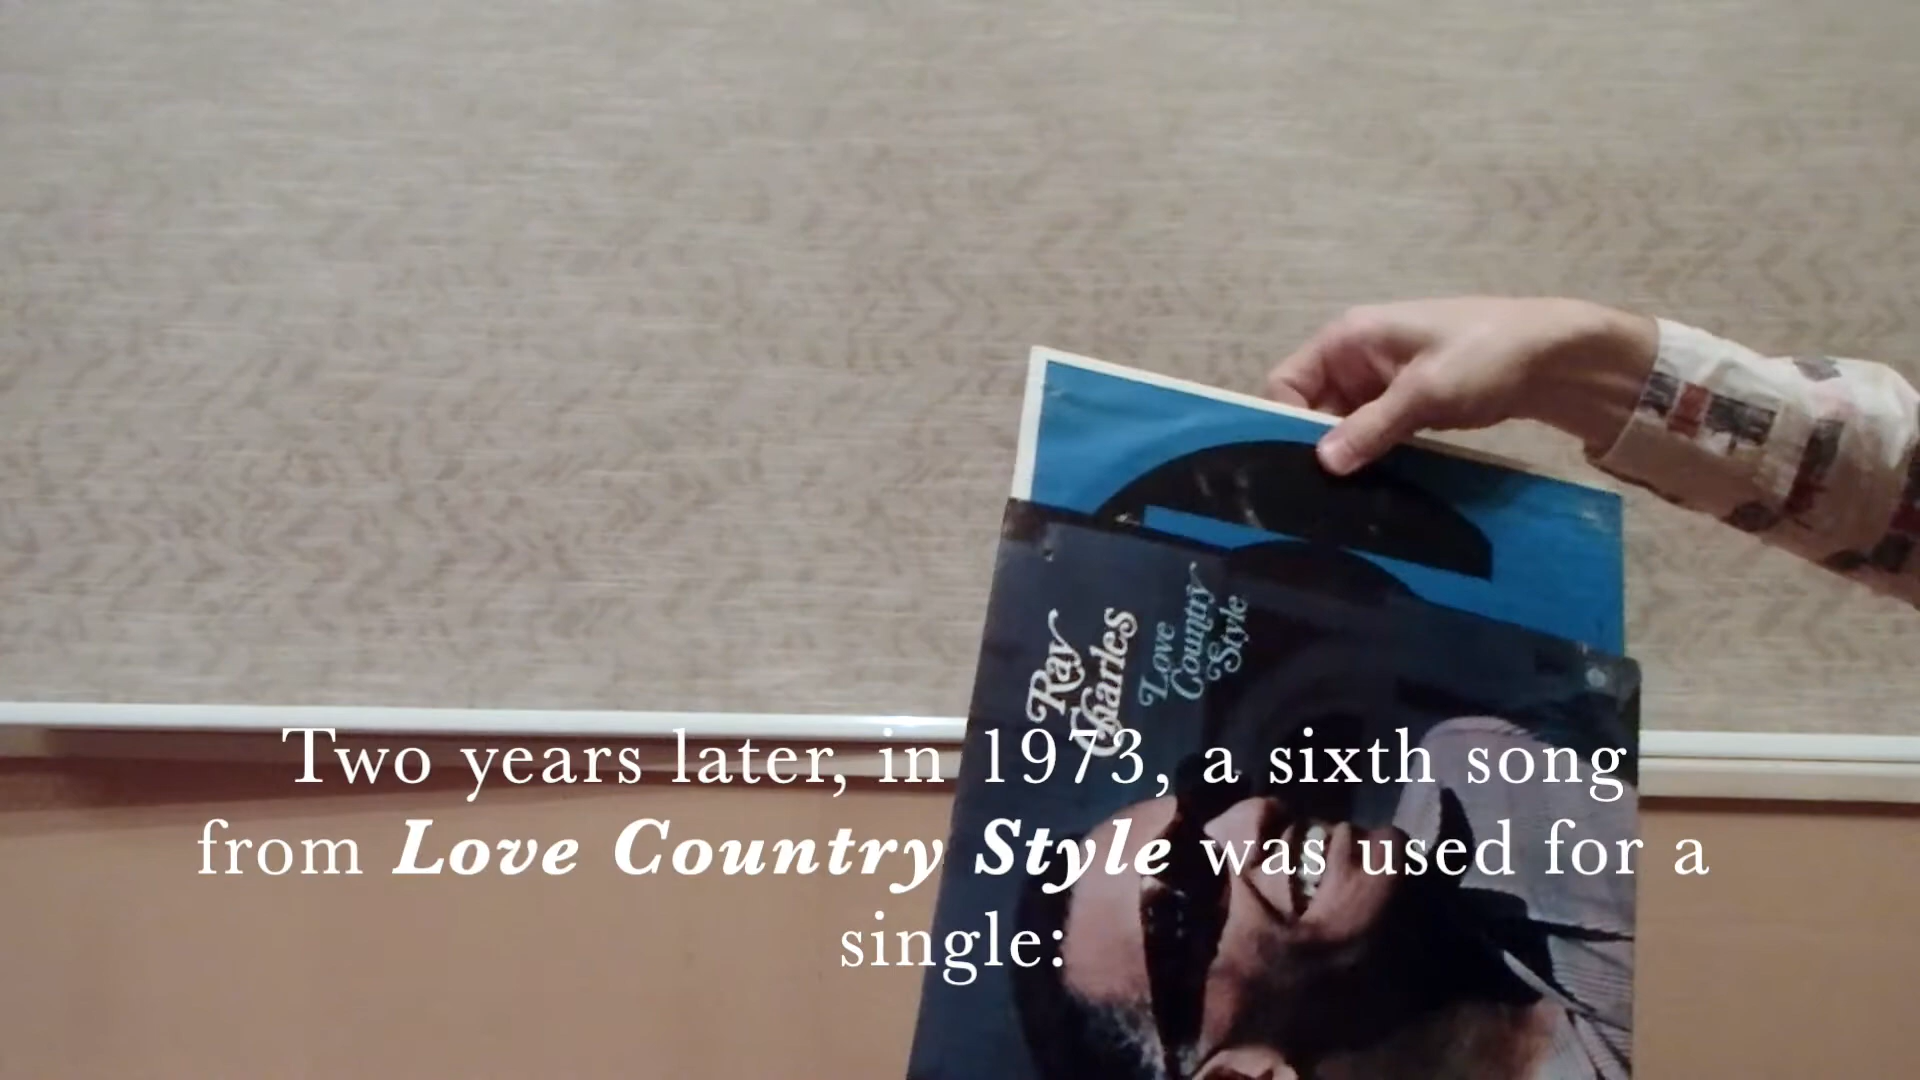 Ray
Charles
Love
Country
Style
Two years later, in 1973, a sixth song
from Love Country Style was used for a
single: